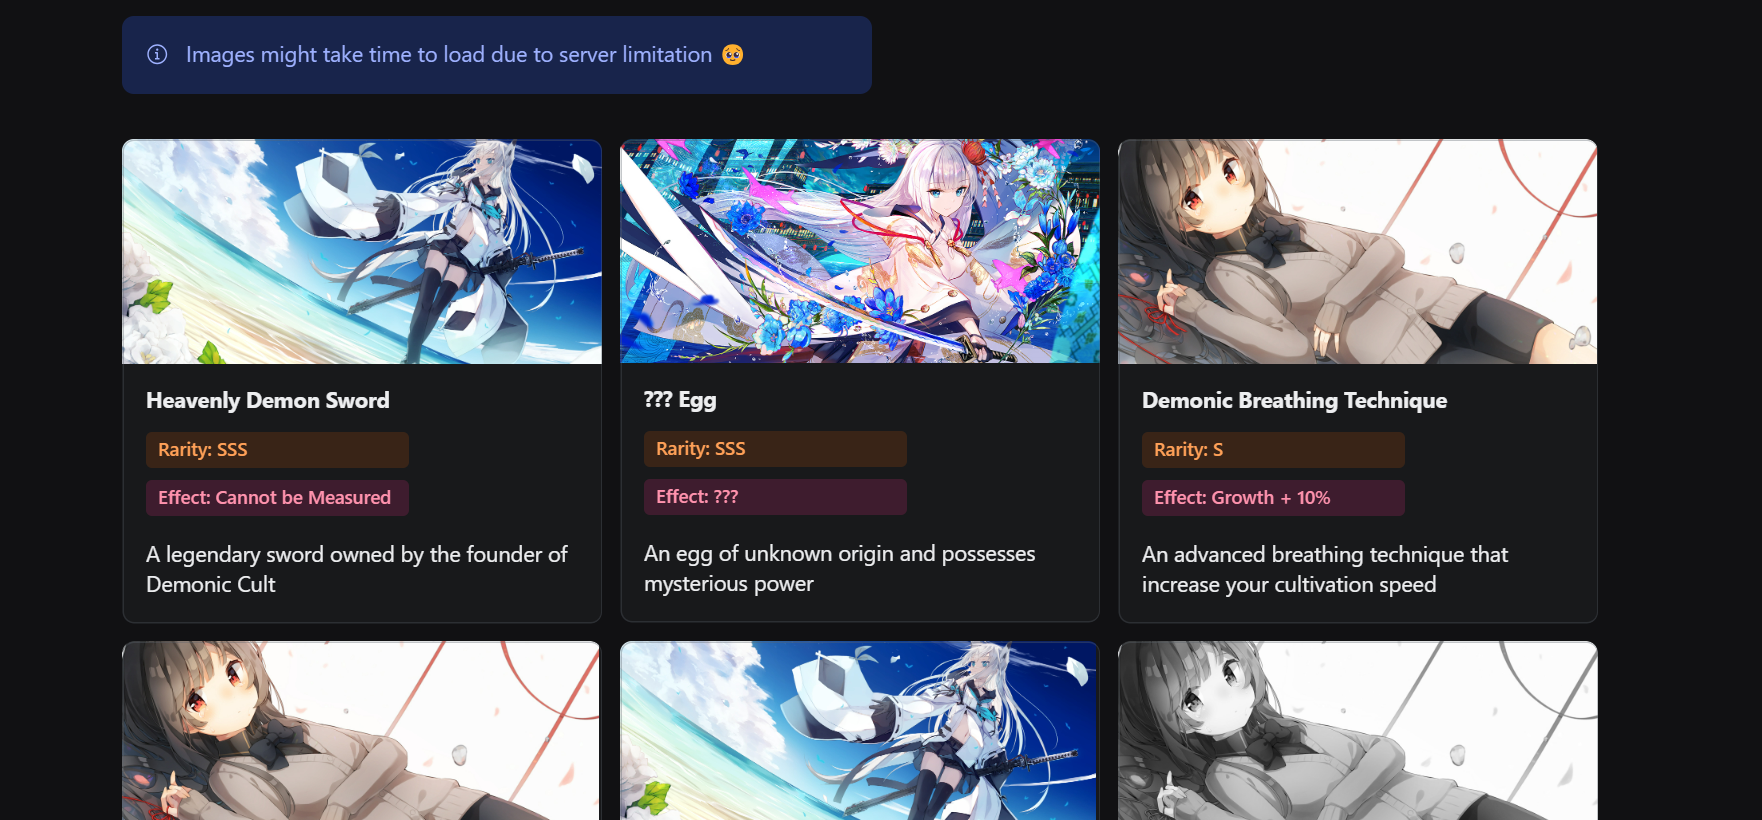 Images might take time to load due to server limitation 🥺
Heavenly Demon Sword
Rarity: SSS
Effect: Cannot be Measured
A legendary sword owned by the founder of
Demonic Cult
??? Egg
Rarity: SSS
Effect: ???
An egg of unknown origin and possesses
mysterious power
Demonic Breathing Technique
Rarity: S
Effect: Growth + 10%
An advanced breathing technique that
increase your cultivation speed